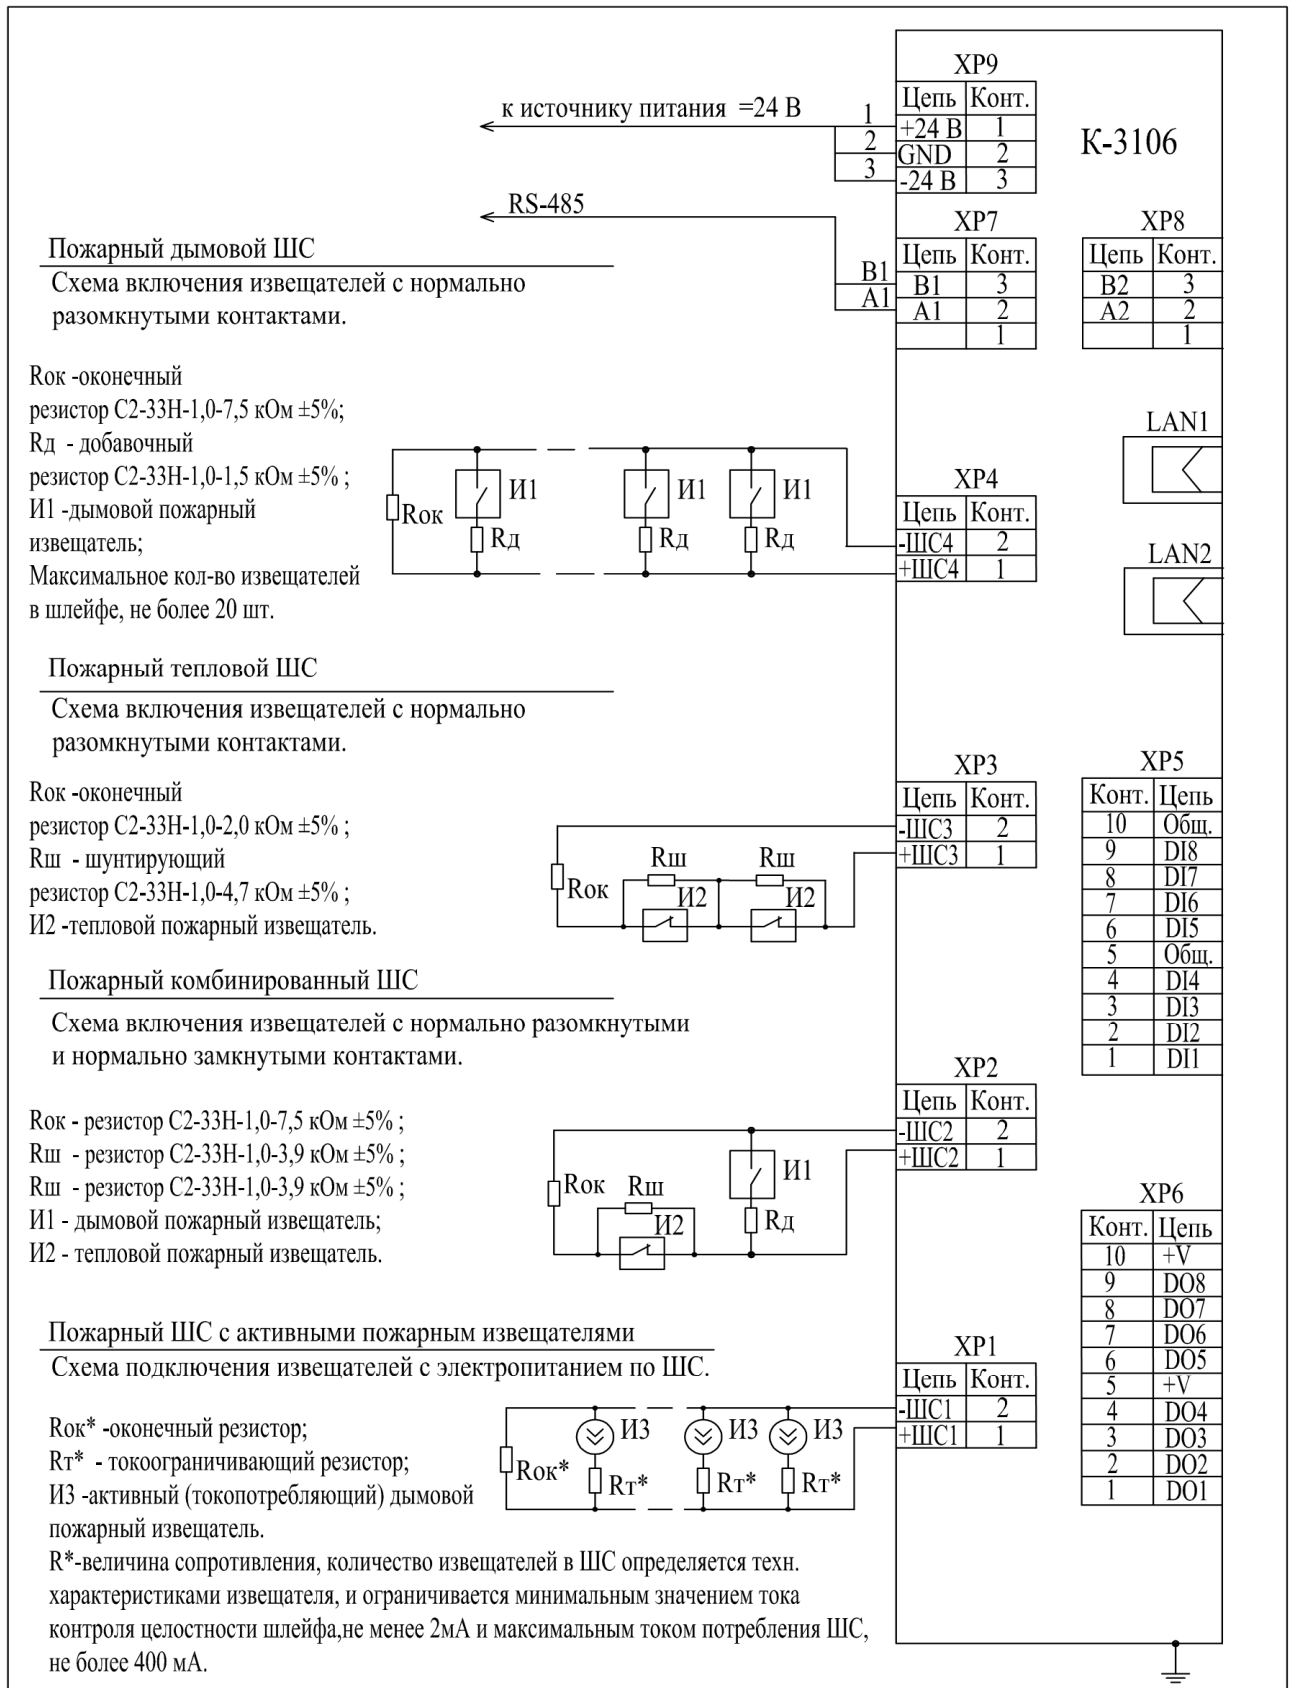 XP9
Цепь Конт.
к источнику питания =24 В
1
+24 В 1
2
GND 2
3
-24 В 3
К-3106
RS-485
XP7
Цепь Конт.
B1
B1 3
A1
A1 2
1
XP8
Цепь Конт.
B2 3
A2 2
1
Пожарный дымовой ШС
Схема включения извещателей с нормально
разомкнутыми контактами.
Rок -оконечный
резистор С2-33Н-1,0-7,5 кОм ±5%;
Rд - добавочный
резистор С2-33Н-1,0-1,5 кОм ±5% ;
И1 -дымовой пожарный
извещатель;
Максимальное кол-во извещателей
в шлейфе, не более 20 шт.
И1 И1 И1
Rок Rд Rд Rд
XP4
Цепь Конт.
-ШС4 2
+ШС4 1
LAN1
LAN2
Пожарный тепловой ШС
Схема включения извещателей с нормально
разомкнутыми контактами.
Rок -оконечный
резистор С2-33Н-1,0-2,0 кОм ±5% ;
Rш - шунтирующий
резистор С2-33Н-1,0-4,7 кОм ±5% ;
И2 -тепловой пожарный извещатель.
Rш Rш
Rок И2 И2
XP3
Цепь Конт.
-ШС3 2
+ШС3 1
XP5
Конт. Цепь
10 Общ.
9 DI8
8 DI7
7 DI6
6 DI5
5 Общ.
4 DI4
3 DI3
2 DI2
1 DI1
Пожарный комбинированный ШС
Схема включения извещателей с нормально разомкнутыми
и нормально замкнутыми контактами.
Rок - резистор С2-33Н-1,0-7,5 кОм ±5% ;
Rш - резистор С2-33Н-1,0-3,9 кОм ±5% ;
Rш - резистор С2-33Н-1,0-3,9 кОм ±5% ;
И1 - дымовой пожарный извещатель;
И2 - тепловой пожарный извещатель.
И1
Rок Rш
И2 Rд
XP2
Цепь Конт.
-ШС2 2
+ШС2 1
XP6
Конт. Цепь
10 +V
9 DO8
8 DO7
7 DO6
6 DO5
5 +V
4 DO4
3 DO3
2 DO2
1 DO1
Пожарный ШС с активными пожарным извещателями
Схема подключения извещателей с электропитанием по ШС.
Rок* -оконечный резистор;
Rт* - токоограничивающий резистор;
И3 -активный (токопотребляющий) дымовой
пожарный извещатель.
R*-величина сопротивления, количество извещателей в ШС определяется техн.
характеристиками извещателя, и ограничивается минимальным значением тока
контроля целостности шлейфа,не менее 2мА и максимальным током потребления ШС,
не более 400 мА.
И3 И3 И3
Rок* Rт* Rт* Rт*
XP1
Цепь Конт.
-ШС1 2
+ШС1 1